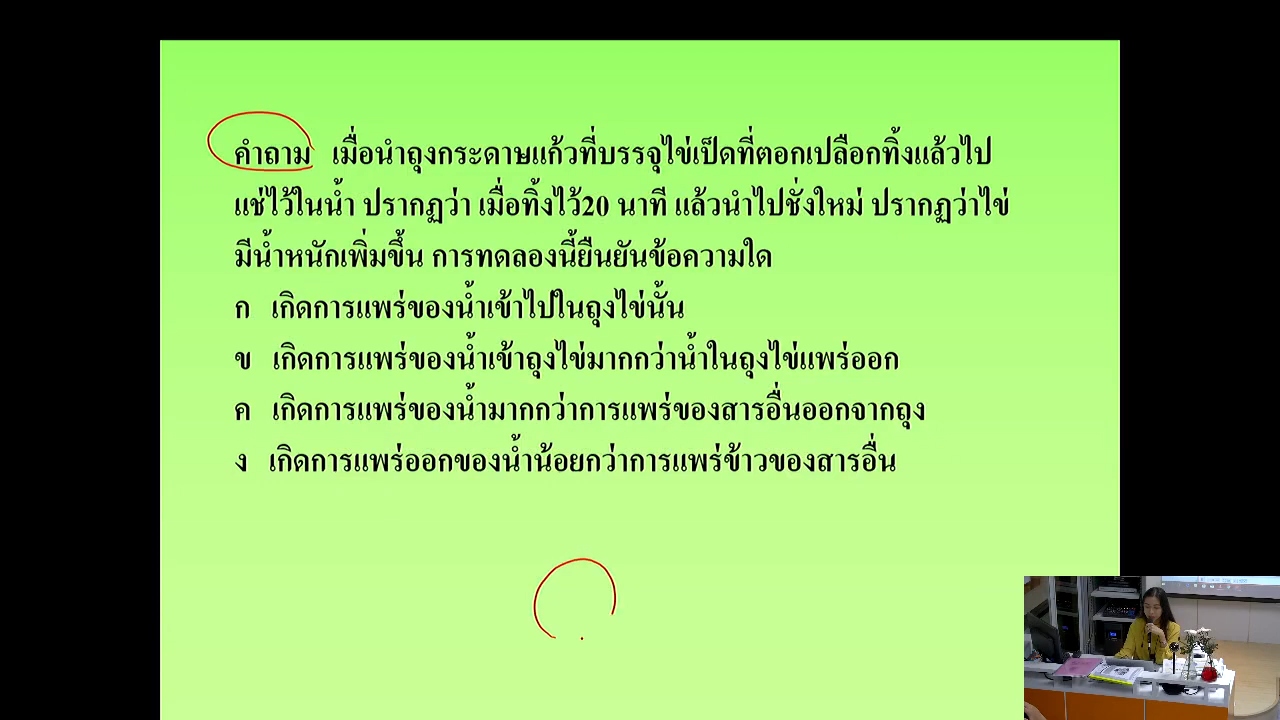 คำถาม เมื่อนำถุงกระดาษแก้วที่บรรจุไข่เป็ดที่ตอกเปลือกทิ้งแล้วไป
แช่ไว้ในน้ำ ปรากฏว่า เมื่อทิ้งไว้20 นาที แล้วนำไปชั่งใหม่ ปรากฏว่าไข่
มีน้ำหนักเพิ่มขึ้น การทดลองนี้ยืนยันข้อความใด
ก เกิดการแพร่ของน้ำเข้าไปในถุงไข่นั้น
ข เกิดการแพร่ของน้ำเข้าถุงไข่มากกว่าน้ำในถุงไข่แพร่ออก
ค เกิดการแพร่ของน้ำมากกว่าการแพร่ของสารอื่นออกจากถุง
ง เกิดการแพร่ออกของน้ำน้อยกว่าการแพร่ข้าวของสารอื่น